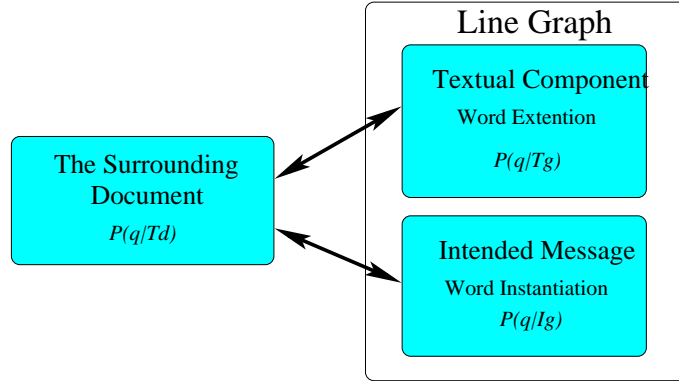 Line Graph
Textual Component
Word Extention
P(q/Tg)
The Surrounding
Document
P(q/Td)
Intended Message
Word Instantiation
P(q/Ig)